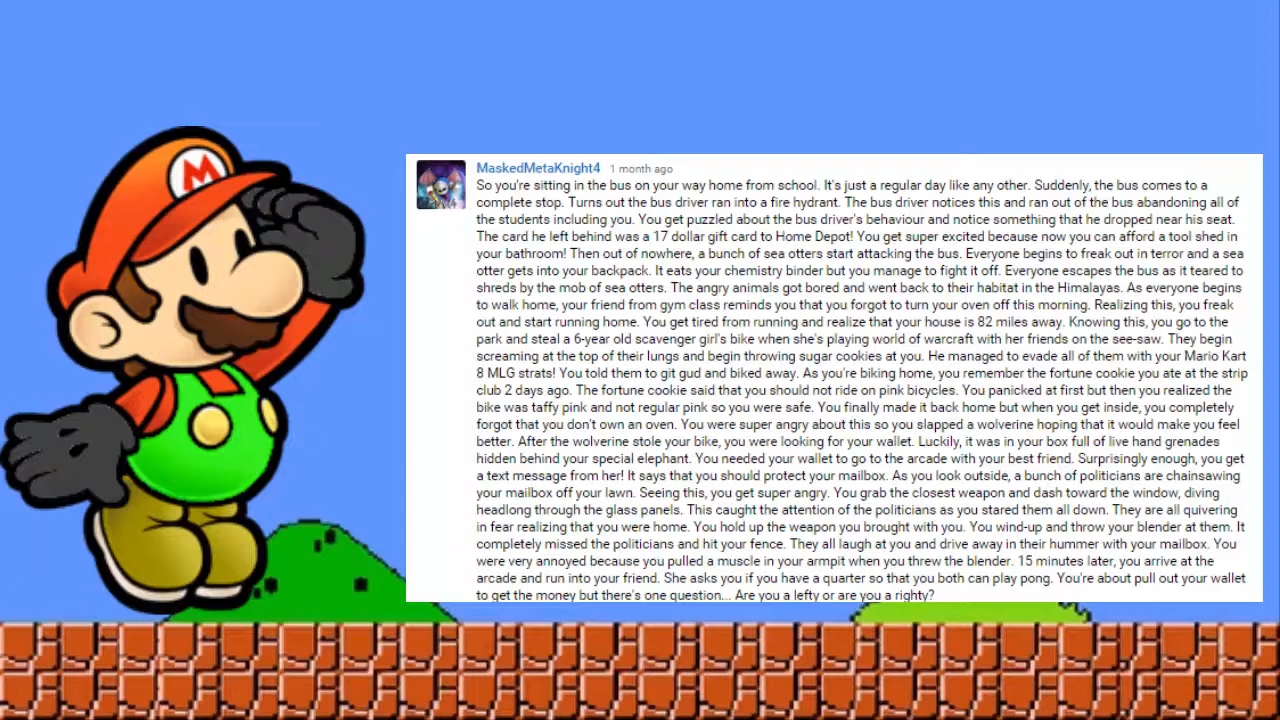 M
MaskedMetaKnight4 1 month ago
So you're sitting in the bus on your way home from school. It's just a regular day like any other. Suddenly, the bus comes to a
complete stop. Turns out the bus driver ran into a fire hydrant. The bus driver notices this and ran out of the bus abandoning all of
the students including you. You get puzzled about the bus driver's behaviour and notice something that he dropped near his seat.
The card he left behind was a 17 dollar gift card to Home Depot! You get super excited because now you can afford a tool shed in
your bathroom! Then out of nowhere, a bunch of sea otters start attacking the bus. Everyone begins to freak out in terror and a sea
otter gets into your backpack. It eats your chemistry binder but you manage to fight it off. Everyone escapes the bus as it teared to
shreds by the mob of sea otters. The angry animals got bored and went back to their habitat in the Himalayas. As everyone begins
to walk home, your friend from gym class reminds you that you forgot to turn your oven off this morning. Realizing this, you freak
out and start running home. You get tired from running and realize that your house is 82 miles away. Knowing this, you go to the
park and steal a 6-year old scavenger girl's bike when she's playing world of warcraft with her friends on the see-saw. They begin
screaming at the top of their lungs and begin throwing sugar cookies at you. He managed to evade all of them with your Mario Kart
8 MLG strats! You told them to git gud and biked away. As you're biking home, you remember the fortune cookie you ate at the strip
club 2 days ago. The fortune cookie said that you should not ride on pink bicycles. You panicked at first but then you realized the
bike was taffy pink and not regular pink so you were safe. You finally made it back home but when you get inside, you completely
forgot that you don't own an oven. You were super angry about this so you slapped a wolverine hoping that it would make you feel
better. After the wolverine stole your bike, you were looking for your wallet. Luckily, it was in your box full of live hand grenades
hidden behind your special elephant. You needed your wallet to go to the arcade with your best friend. Surprisingly enough, you get
a text message from her! It says that you should protect your mailbox. As you look outside, a bunch of politicians are chainsawing
your mailbox off your lawn. Seeing this, you get super angry. You grab the closest weapon and dash toward the window, diving
headlong through the glass panels. This caught the attention of the politicians as you stared them all down. They are all quivering
in fear realizing that you were home. You hold up the weapon you brought with you. You wind-up and throw your blender at them. It
completely missed the politicians and hit your fence. They all laugh at you and drive away in their hummer with your mailbox. You
were very annoyed because you pulled a muscle in your armpit when you threw the blender. 15 minutes later, you arrive at the
arcade and run into your friend. She asks you if you have a quarter so that you both can play pong. You're about pull out your wallet
to get the money but there's one question... Are you a lefty or are you a righty?